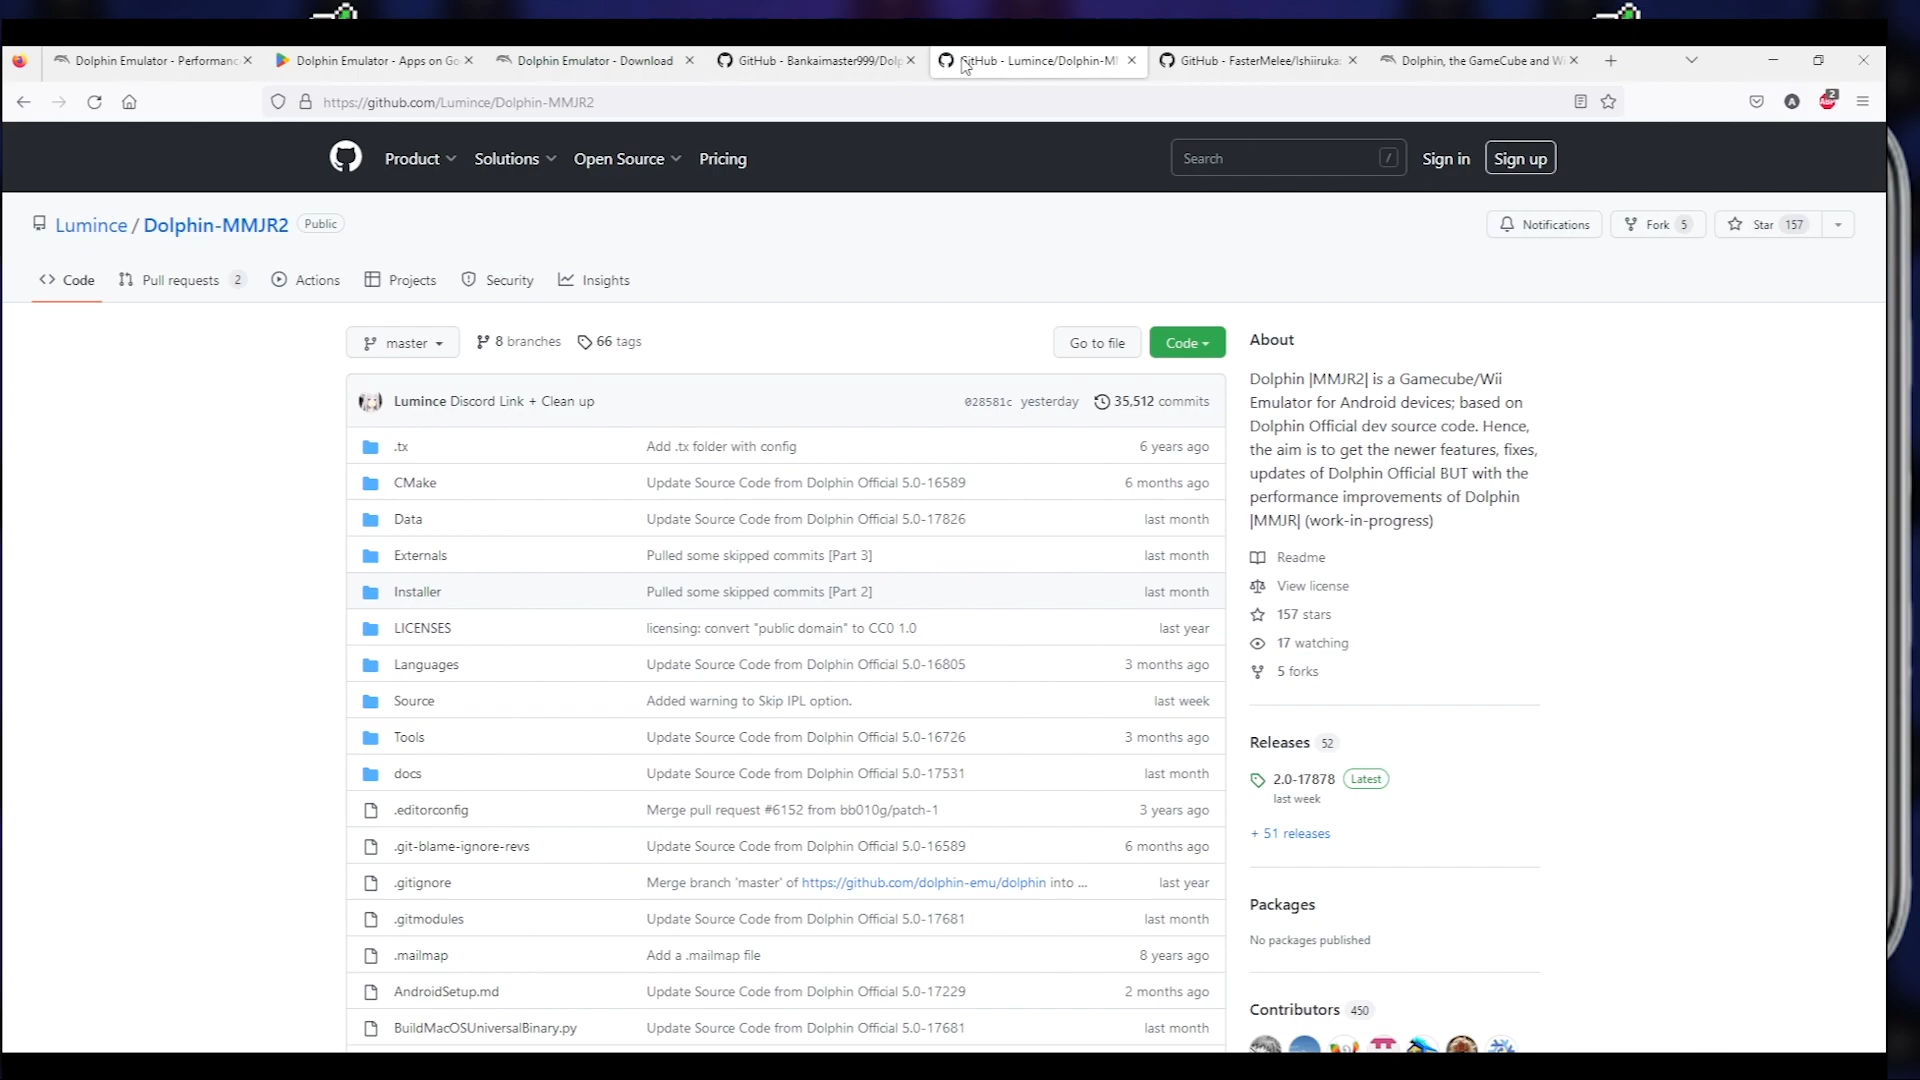 Dolphin Emulator - Performanc
Dolphin Emulator - Apps on Go
Dolphin Emulator - Download
GitHub - Bankaimaster999/Dolp
GitHub - Lumince/Dolphin-MM
GitHub - FasterMelee/Ishiiruka:
Dolphin, the GameCube and Wi
https://github.com/Lumince/Dolphin-MMJR2
A
2
Product
Solutions
Open Source
Pricing
Search
/
Sign in
Sign up
Lumince / Dolphin-MMJR2
Public
Notifications
Fork 5
Star 157
Code
Pull requests 2
Actions
Projects
Security
Insights
master
8 branches
66 tags
Go to file
Code
Lumince Discord Link + Clean up
028581c yesterday
35,512 commits
.tx Add .tx folder with config 6 years ago
CMake Update Source Code from Dolphin Official 5.0-16589 6 months ago
Data Update Source Code from Dolphin Official 5.0-17826 last month
Externals Pulled some skipped commits [Part 3] last month
Installer Pulled some skipped commits [Part 2] last month
LICENSES licensing: convert "public domain" to CC0 1.0 last year
Languages Update Source Code from Dolphin Official 5.0-16805 3 months ago
Source Added warning to Skip IPL option. last week
Tools Update Source Code from Dolphin Official 5.0-16726 3 months ago
docs Update Source Code from Dolphin Official 5.0-17531 last month
.editorconfig Merge pull request #6152 from bb010g/patch-1 3 years ago
.git-blame-ignore-revs Update Source Code from Dolphin Official 5.0-16589 6 months ago
.gitignore Merge branch 'master' of https://github.com/dolphin-emu/dolphin into ... last year
.gitmodules Update Source Code from Dolphin Official 5.0-17681 last month
.mailmap Add a .mailmap file 8 years ago
AndroidSetup.md Update Source Code from Dolphin Official 5.0-17229 2 months ago
BuildMacOSUniversalBinary.py Update Source Code from Dolphin Official 5.0-17681 last month
About
Dolphin |MMJR2| is a Gamecube/Wii
Emulator for Android devices; based on
Dolphin Official dev source code. Hence,
the aim is to get the newer features, fixes,
updates of Dolphin Official BUT with the
performance improvements of Dolphin
|MMJR| (work-in-progress)
Readme
View license
157 stars
17 watching
5 forks
Releases 52
2.0-17878 Latest
last week
+ 51 releases
Packages
No packages published
Contributors 450